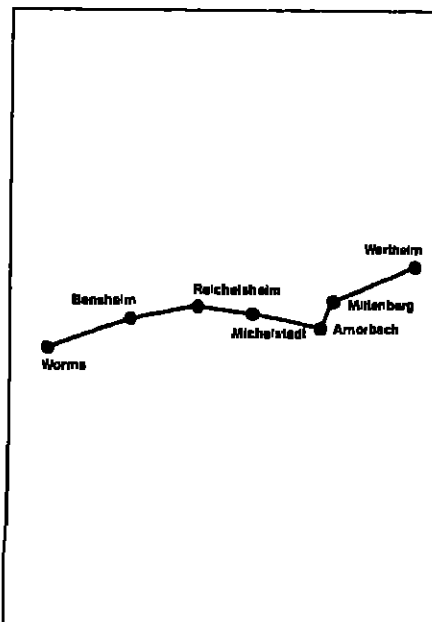 Wertheim
Reichelsheim
Bensheim
Miltenberg
Michelstadt
Amorbach
Worms